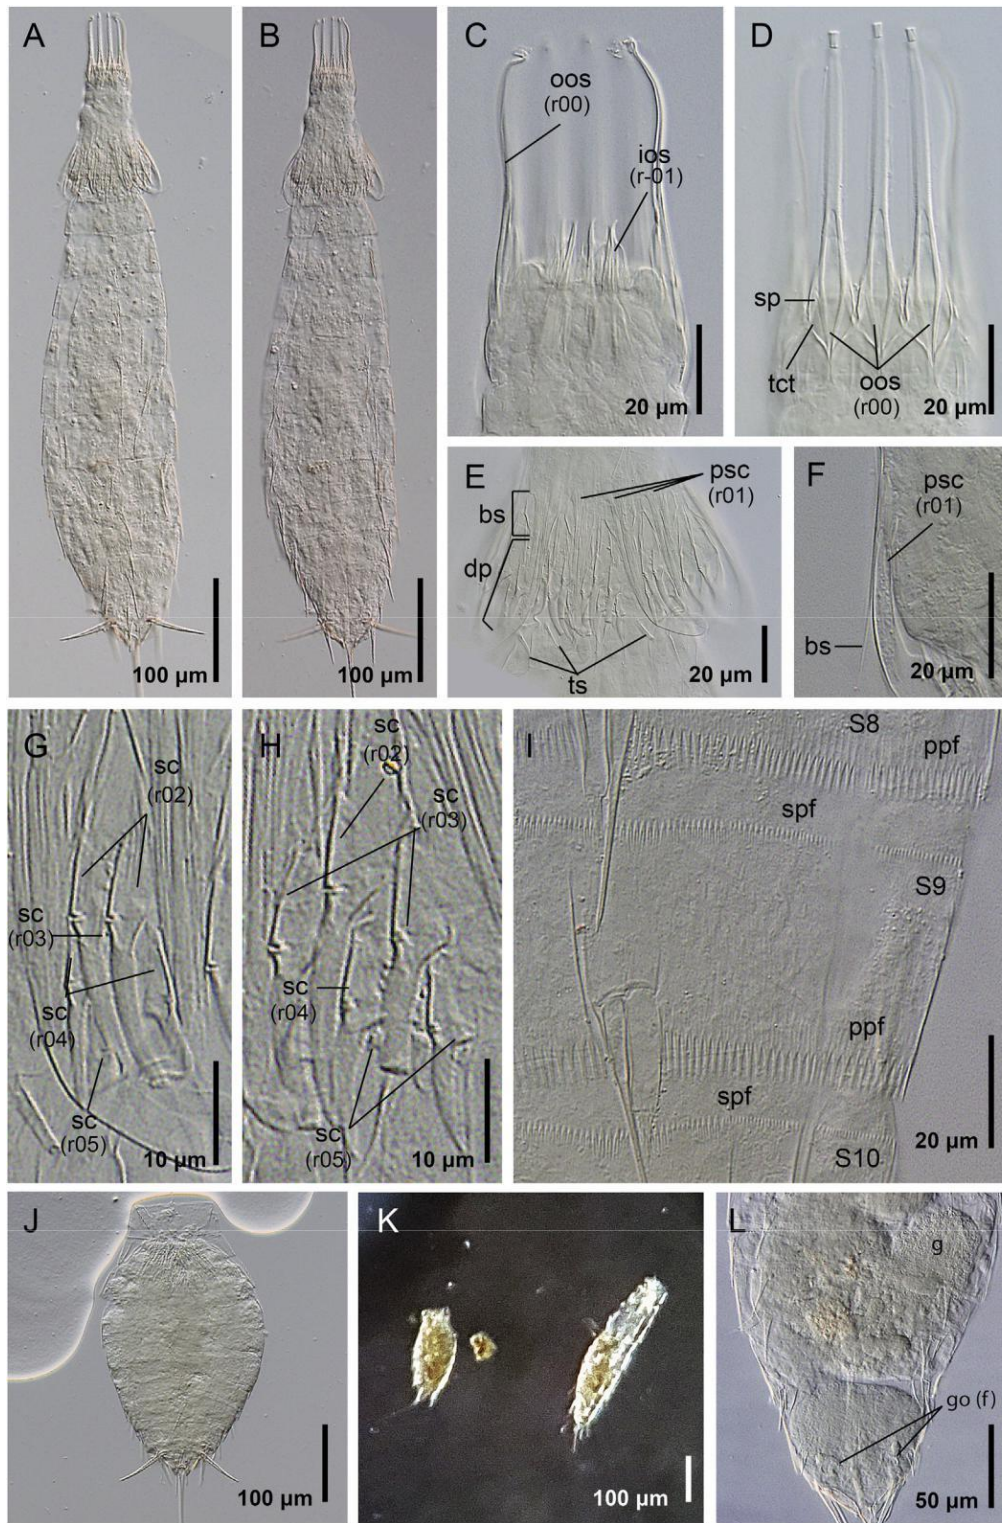 A
100 µm
B
100 µm
C
oos
(r00)
ios
(r-01)
20 µm
D
sp
tct
oos
(r00)
20 µm
E
psc
(r01)
bs
dp
ts
20 µm
F
psc
(r01)
bs
20 µm
G
sc
(r02)
sc
(r03)
sc
(r04)
sc
(r05)
10 µm
H
sc
(r02)
sc
(r03)
sc
(r04)
sc
(r05)
10 µm
I
S8
ppf
spf
S9
ppf
spf
S10
20 µm
J
100 µm
K
100 µm
L
g
go (f)
50 µm